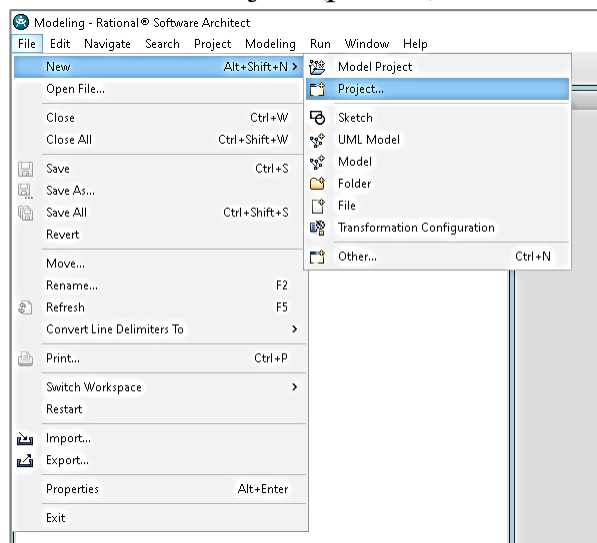 Modeling - Rational® Software Architect
File Edit Navigate Search Project Modeling Run Window Help
New Alt+Shift+N >
Open File...
Close Ctrl+W
Close All Ctrl+Shift+W
Save Ctrl+S
Save As...
Save All Ctrl+Shift+S
Revert
Move...
Rename... F2
Refresh F5
Convert Line Delimiters To >
Print... Ctrl+P
Switch Workspace >
Restart
Import...
Export...
Properties Alt+Enter
Exit
Model Project
Project...
Sketch
UML Model
Model
Folder
File
Transformation Configuration
Other... Ctrl+N